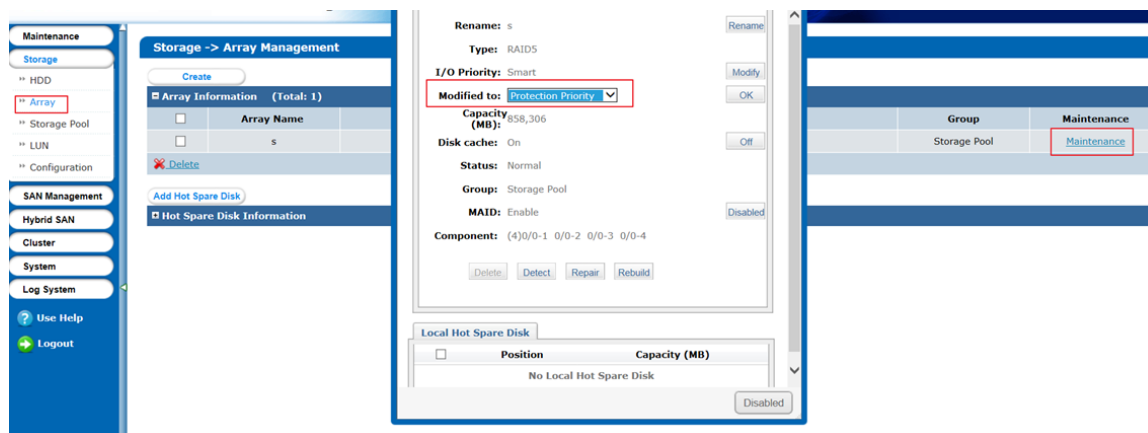 Maintenance
Storage
HDD
Array
Storage Pool
LUN
Configuration
SAN Management
Hybrid SAN
Cluster
System
Log System
Use Help
Logout
Storage -> Array Management
Create
Array Information (Total: 1)
Array Name
Group
Maintenance
s
Storage Pool
Maintenance
Delete
Add Hot Spare Disk
Hot Spare Disk Information
Rename: s Rename
Type: RAID5
I/O Priority: Smart Modify
Modified to: Protection Priority OK
Capacity (MB): 858,306
Disk cache: On Off
Status: Normal
Group: Storage Pool
MAID: Enable Disabled
Component: (4)0/0-1 0/0-2 0/0-3 0/0-4
Delete Detect Repair Rebuild
Local Hot Spare Disk
Position Capacity (MB)
No Local Hot Spare Disk
Disabled